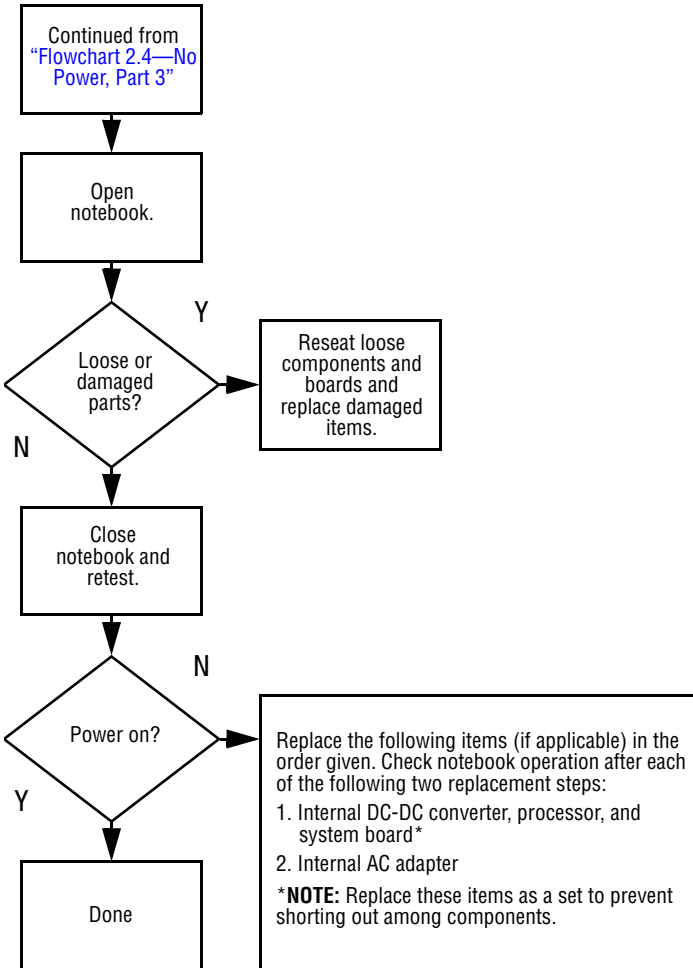 Continued from
“Flowchart 2.4—No
Power, Part 3”
Open
notebook.
Y
Loose or
damaged
parts?
Reseat loose
components and
boards and
replace damaged
items.
N
Close
notebook and
retest.
N
Power on?
Replace the following items (if applicable) in the
order given. Check notebook operation after each
of the following two replacement steps:
1. Internal DC-DC converter, processor, and
system board*
2. Internal AC adapter
*NOTE: Replace these items as a set to prevent
shorting out among components.
Y
Done